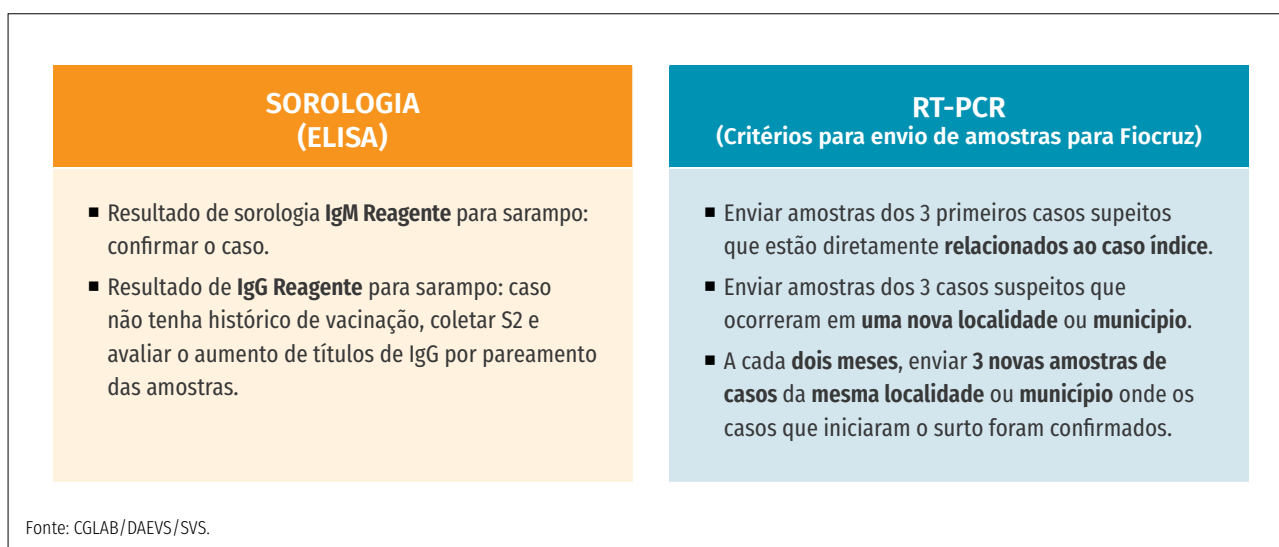 SOROLOGIA
(ELISA)
■ Resultado de sorologia IgM Reagente para sarampo:
confirmar o caso.
■ Resultado de IgG Reagente para sarampo: caso
não tenha histórico de vacinação, coletar S2 e
avaliar o aumento de títulos de IgG por pareamento
das amostras.
RT-PCR
(Critérios para envio de amostras para Fiocruz)
■ Enviar amostras dos 3 primeiros casos supeitos
que estão diretamente relacionados ao caso índice.
■ Enviar amostras dos 3 casos suspeitos que
ocorreram em uma nova localidade ou municipio.
■ A cada dois meses, enviar 3 novas amostras de
casos da mesma localidade ou município onde os
casos que iniciaram o surto foram confirmados.
Fonte: CGLAB/DAEVS/SVS.